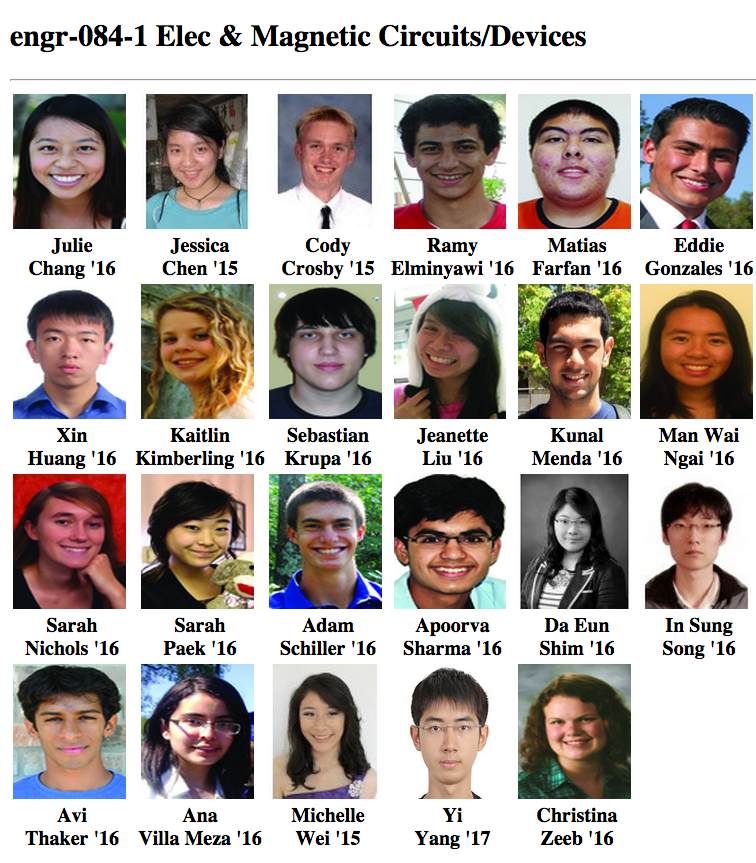 engr-084-1 Elec & Magnetic Circuits/Devices
Julie
Chang '16
Jessica
Chen '15
Cody
Crosby '15
Ramy
Elminyawi '16
Matias
Farfan '16
Eddie
Gonzales '16
Xin
Huang '16
Kaitlin
Kimberling '16
Sebastian
Krupa '16
Jeanette
Liu '16
Kunal
Menda '16
Man Wai
Ngai '16
Sarah
Nichols '16
Sarah
Paek '16
Adam
Schiller '16
Apoorva
Sharma '16
Da Eun
Shim '16
In Sung
Song '16
Avi
Thaker '16
Ana
Villa Meza '16
Michelle
Wei '15
Yi
Yang '17
Christina
Zeeb '16